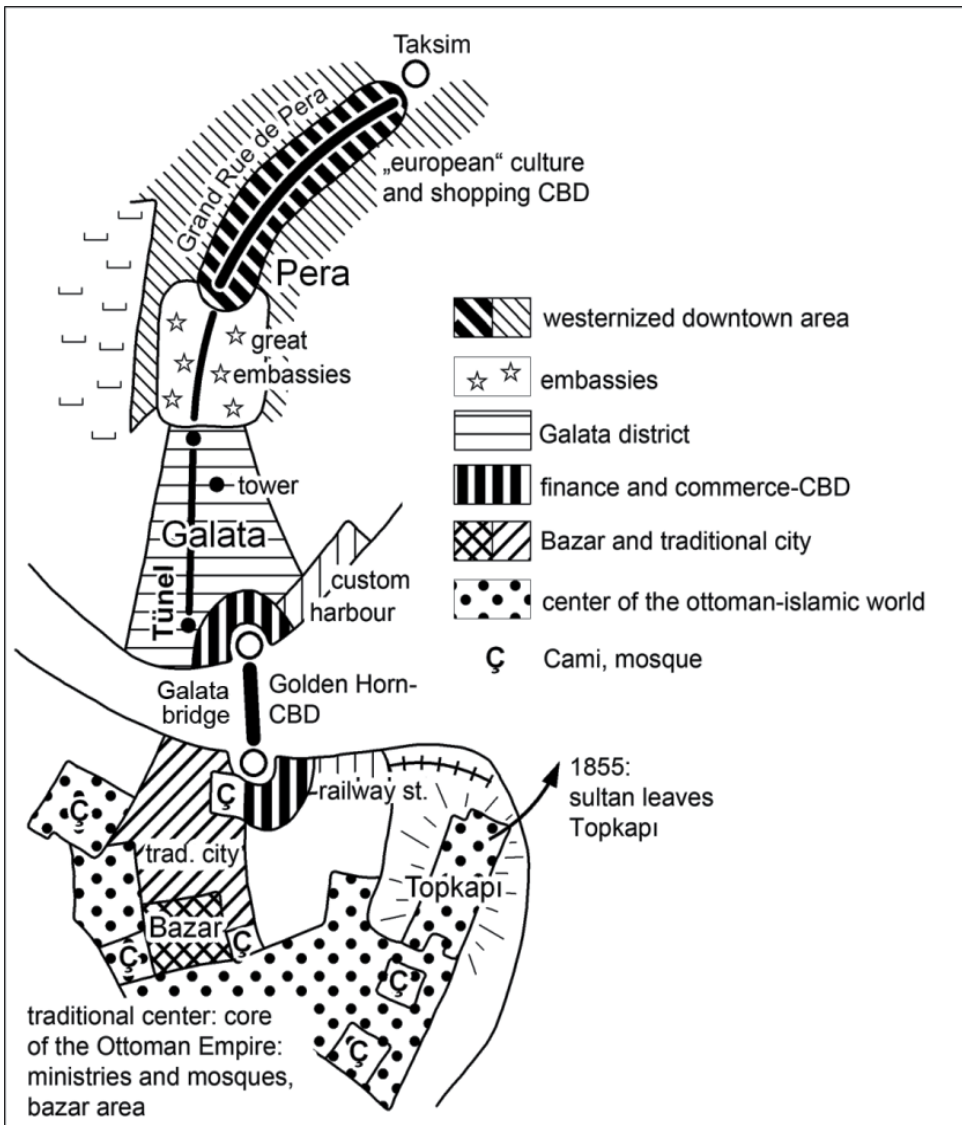 Taksim
Grand Rue de Pera
„european“ culture
and shopping CBD
Pera
great
embassies
tower
Galata
Tünel
custom
harbour
Galata
bridge
Golden Horn-
CBD
railway st.
1855:
sultan leaves
Topkapı
Ç
Ç
trad. city
Topkapı
Bazar
Ç
Ç
Ç
Ç
traditional center: core
of the Ottoman Empire:
ministries and mosques,
bazar area
westernized downtown area
embassies
Galata district
finance and commerce-CBD
Bazar and traditional city
center of the ottoman-islamic world
Ç Cami, mosque